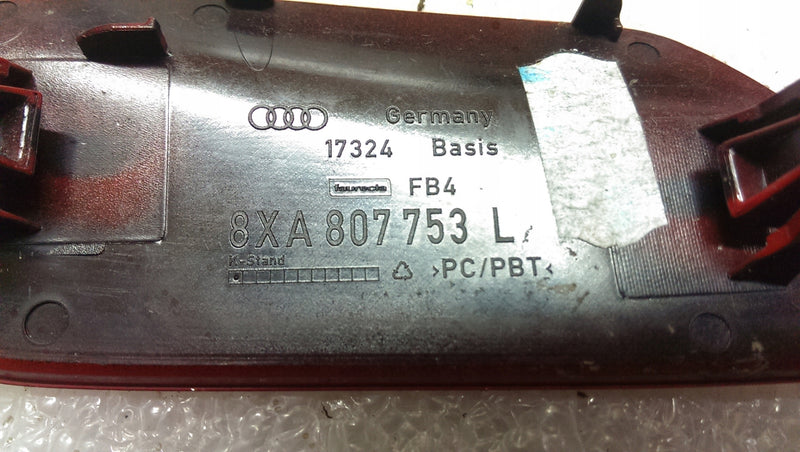 Germany
17324 Basis
faurecia FB4
8XA 807 753 L
K-Stand
>PC/PBT<